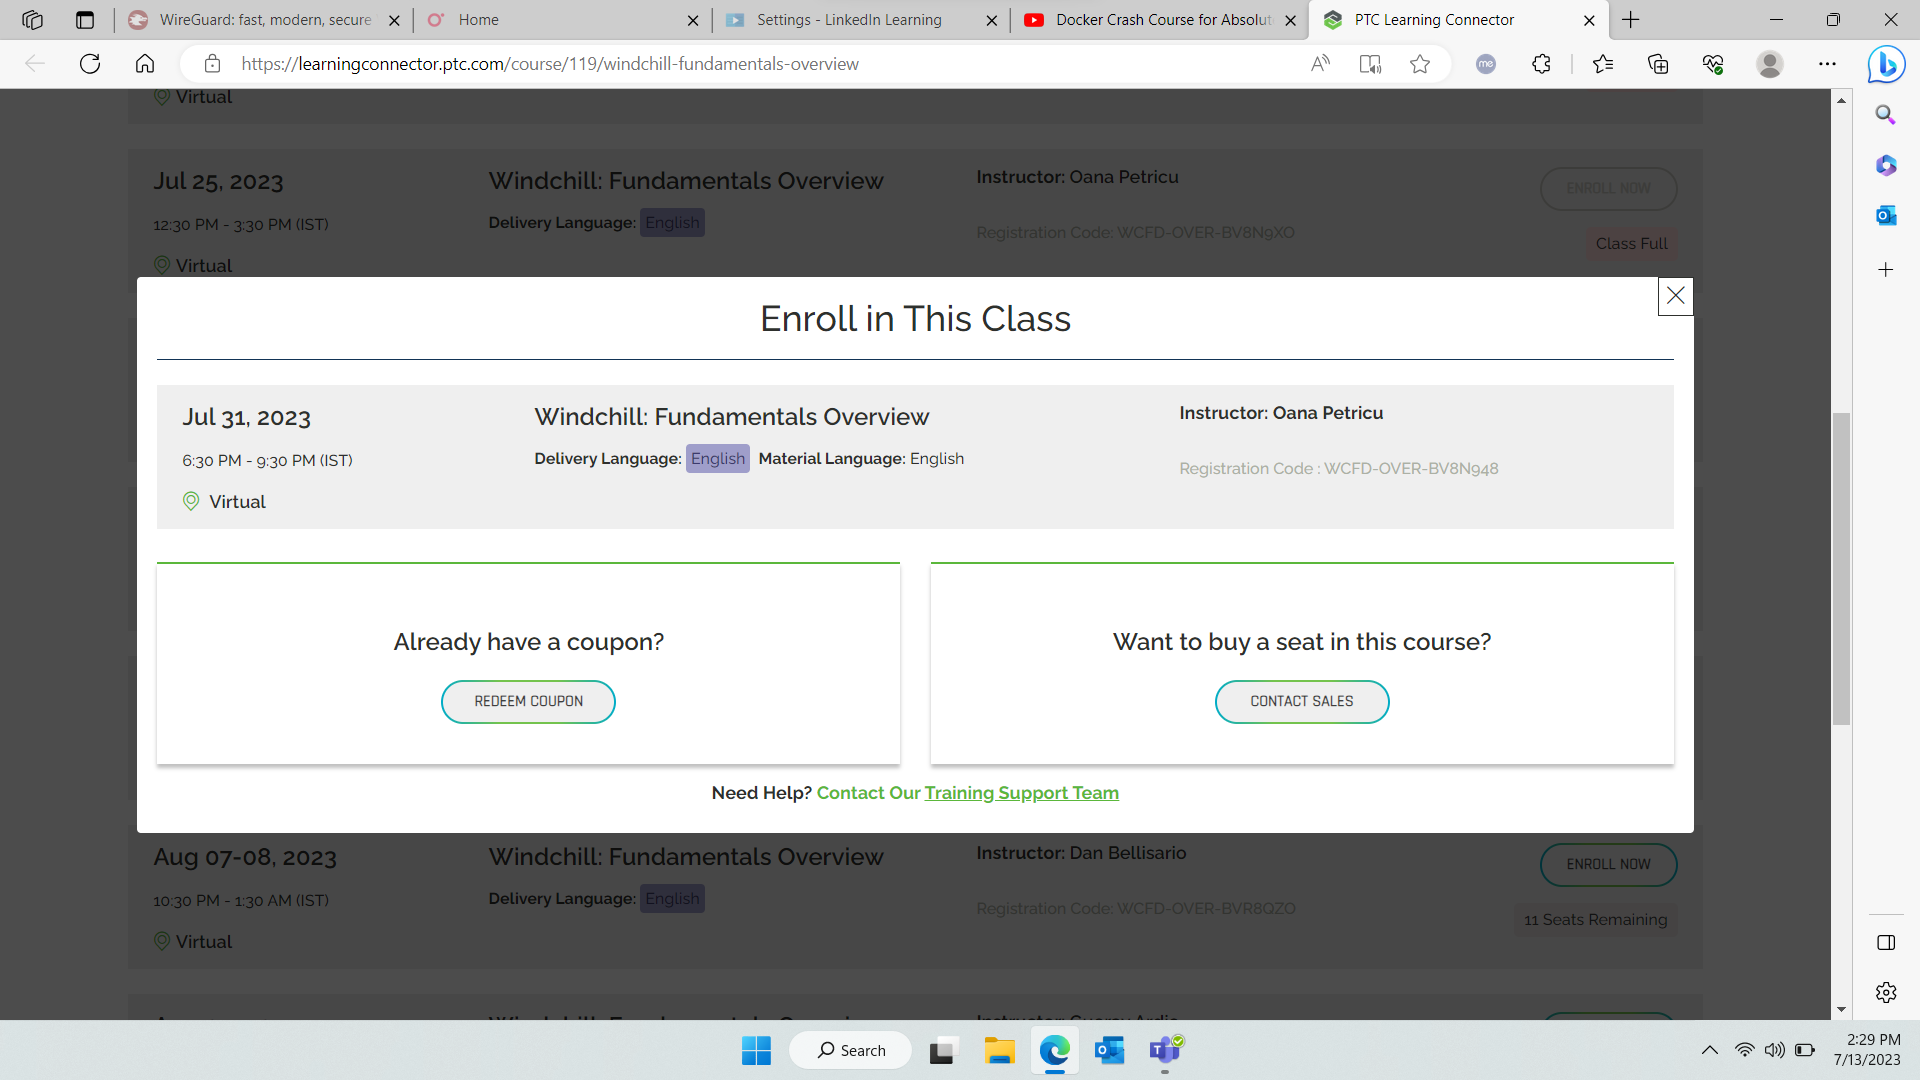 WireGuard: fast, modern, secure
Home
Settings - LinkedIn Learning
Docker Crash Course for Absolut
PTC Learning Connector
https://learningconnector.ptc.com/course/119/windchill-fundamentals-overview
me
Virtual
Jul 25, 2023
Windchill: Fundamentals Overview
Instructor: Oana Petricu
ENROLL NOW
12:30 PM - 3:30 PM (IST)
Delivery Language: English
Registration Code: WCFD-OVER-BV8N9XO
Class Full
Virtual
Enroll in This Class
Jul 31, 2023
Windchill: Fundamentals Overview
Instructor: Oana Petricu
6:30 PM - 9:30 PM (IST)
Delivery Language: English Material Language: English
Registration Code : WCFD-OVER-BV8N948
Virtual
Already have a coupon?
REDEEM COUPON
Want to buy a seat in this course?
CONTACT SALES
Need Help? Contact Our Training Support Team
Aug 07-08, 2023
Windchill: Fundamentals Overview
Instructor: Dan Bellisario
ENROLL NOW
10:30 PM - 1:30 AM (IST)
Delivery Language: English
Registration Code: WCFD-OVER-BVR8QZO
11 Seats Remaining
Virtual
Search
2:29 PM
7/13/2023